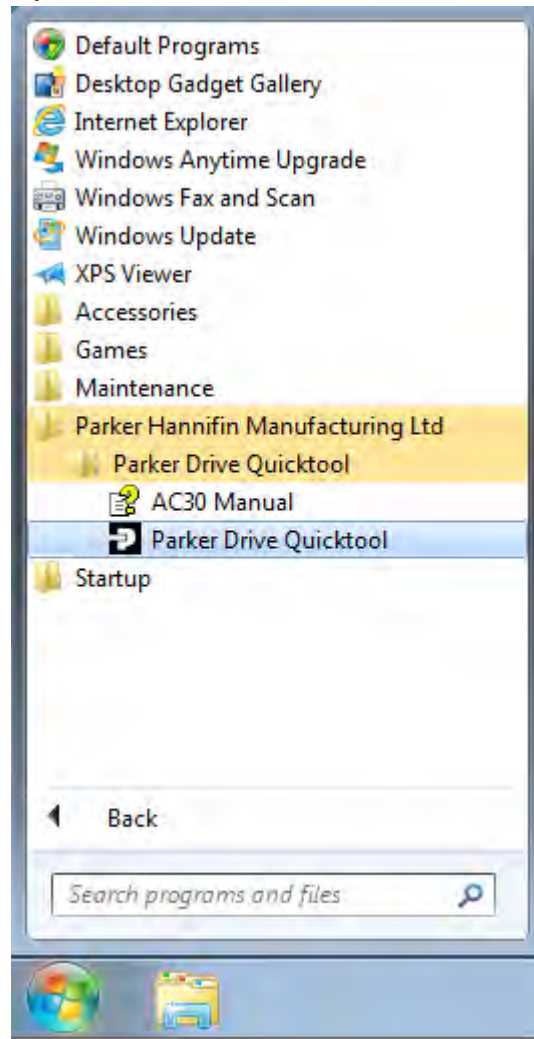 Default Programs
Desktop Gadget Gallery
Internet Explorer
Windows Anytime Upgrade
Windows Fax and Scan
Windows Update
XPS Viewer
Accessories
Games
Maintenance
Parker Hannifin Manufacturing Ltd
Parker Drive Quicktool
AC30 Manual
Parker Drive Quicktool
Startup
Back
Search programs and files